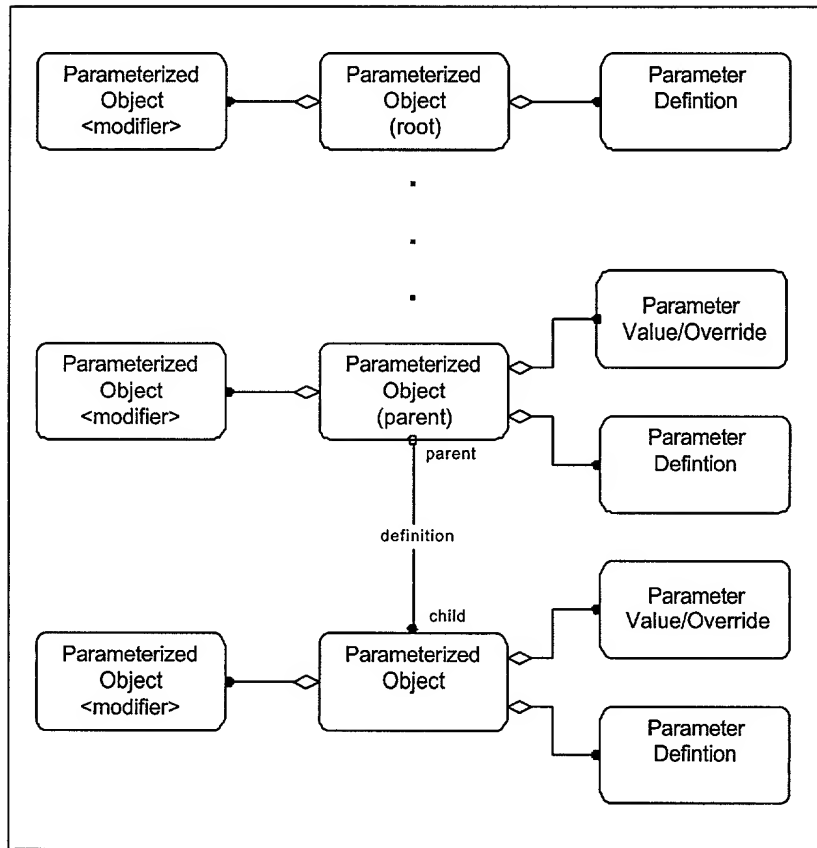 Parameterized
Object
<modifier>
Parameterized
Object
(root)
Parameter
Defintion
Parameterized
Object
<modifier>
Parameterized
Object
(parent)
Parameter
Value/Override
Parameter
Defintion
parent
definition
child
Parameterized
Object
<modifier>
Parameterized
Object
Parameter
Value/Override
Parameter
Defintion